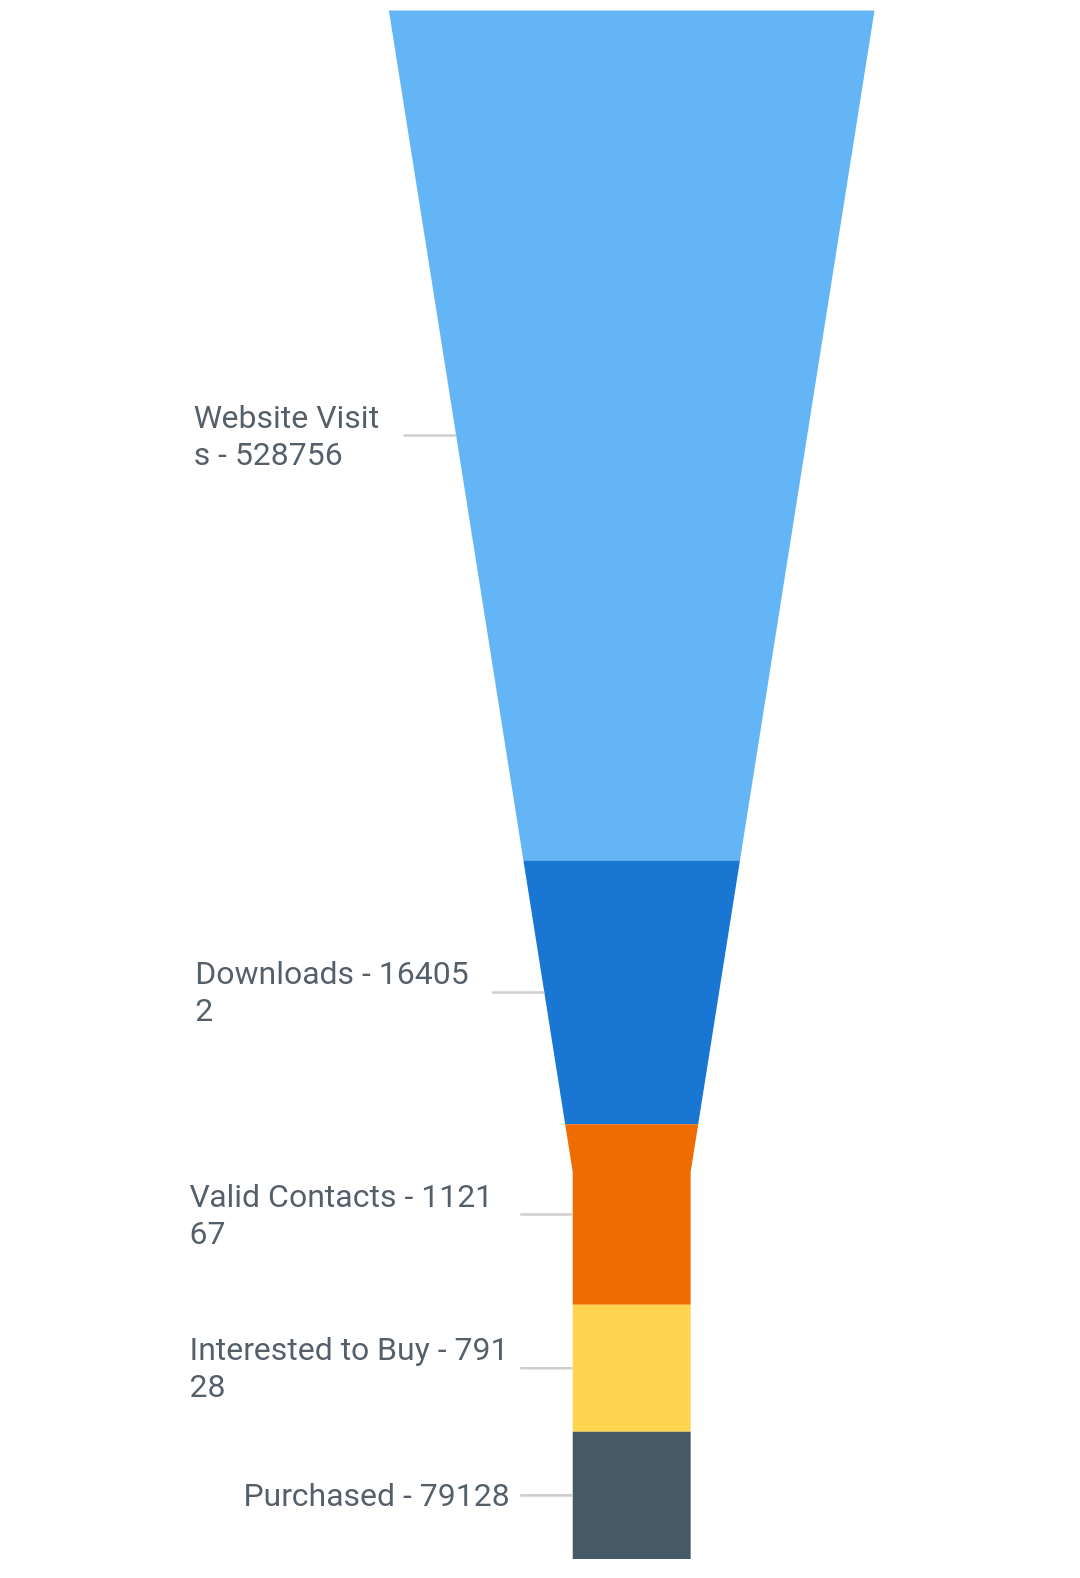 Website Visit
s - 528756
Downloads - 16405
2
Valid Contacts - 1121
67
Interested to Buy - 791
28
Purchased - 79128